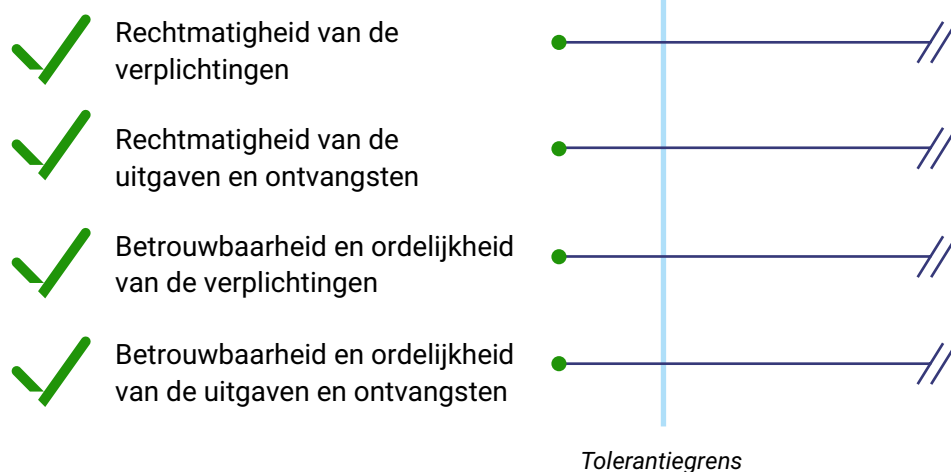 Rechtmatigheid van de
verplichtingen
Rechtmatigheid van de
uitgaven en ontvangsten
Betrouwbaarheid en ordelijkheid
van de verplichtingen
Betrouwbaarheid en ordelijkheid
van de uitgaven en ontvangsten
Tolerantiegrens